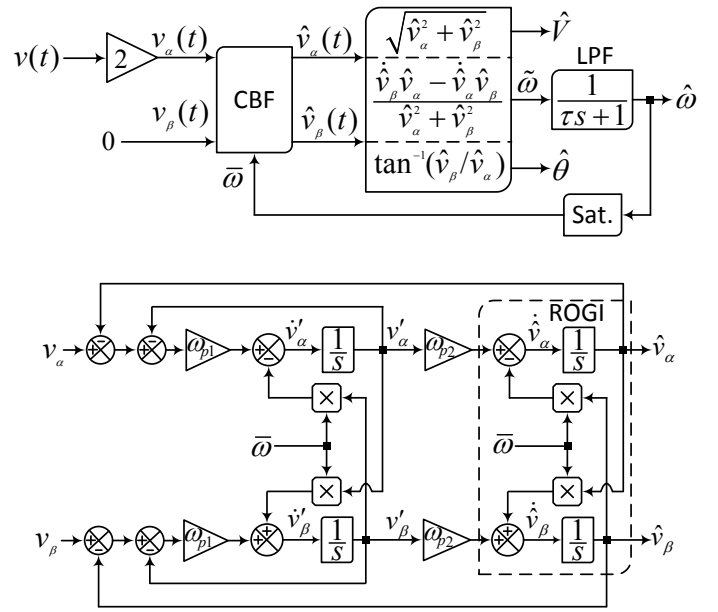 v(t) 2 v_α(t) v̂_α(t) √(v̂_α² + v̂_β²) V̂
CBF (v̂̇_β v̂_α − v̂̇_α v̂_β)/(v̂_α² + v̂_β²) ω̃ LPF 1/(τs+1) ω̂
0 v_β(t) v̂_β(t) tan⁻¹(v̂_β/v̂_α) θ̂
ω̄ Sat.
ROGI
v_α + − + − ω_p1 + − v̇′_α 1/s v′_α ω_p2 + − v̂̇_α 1/s v̂_α
× ×
ω̄ ω̄
× ×
v_β + − + − ω_p1 + + v̇′_β 1/s v′_β ω_p2 + + v̂̇_β 1/s v̂_β